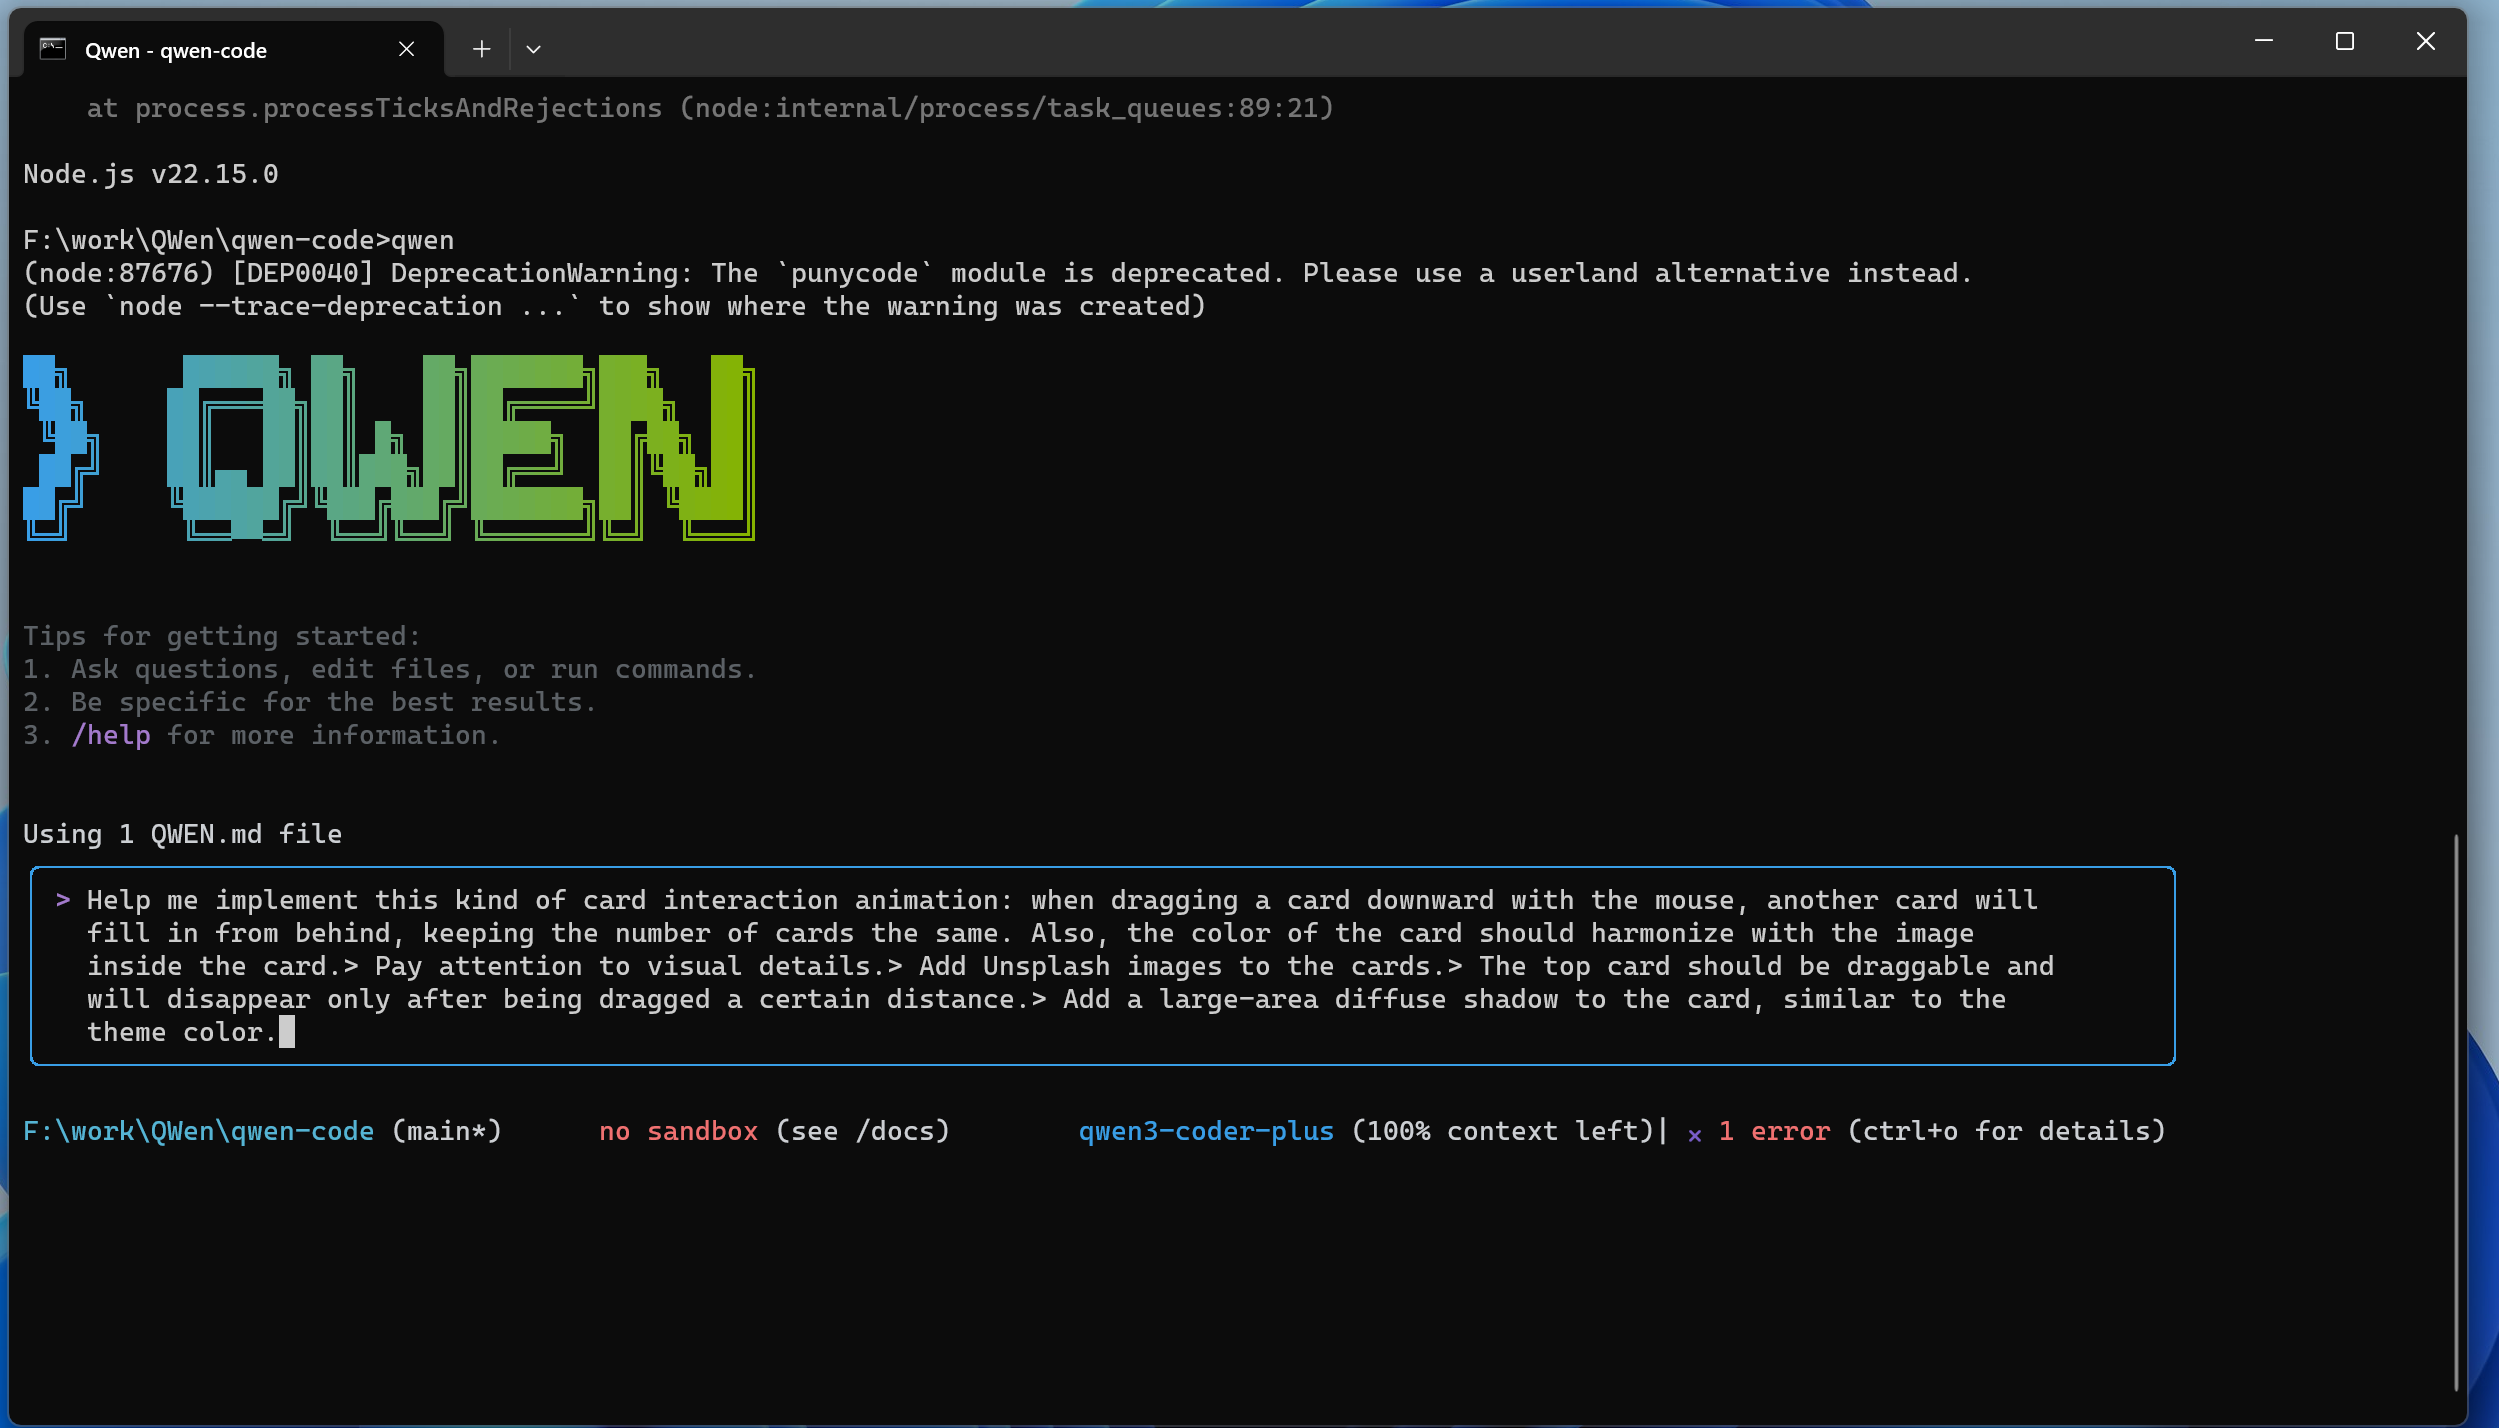 Qwen - qwen-code
at process.processTicksAndRejections (node:internal/process/task_queues:89:21)
Node.js v22.15.0
F:\work\QWen\qwen-code>qwen
(node:87676) [DEP0040] DeprecationWarning: The `punycode` module is deprecated. Please use a userland alternative instead.
(Use `node --trace-deprecation ...` to show where the warning was created)
QWEN
Tips for getting started:
1. Ask questions, edit files, or run commands.
2. Be specific for the best results.
3. /help for more information.
Using 1 QWEN.md file
> Help me implement this kind of card interaction animation: when dragging a card downward with the mouse, another card will
fill in from behind, keeping the number of cards the same. Also, the color of the card should harmonize with the image
inside the card.> Pay attention to visual details.> Add Unsplash images to the cards.> The top card should be draggable and
will disappear only after being dragged a certain distance.> Add a large-area diffuse shadow to the card, similar to the
theme color.
F:\work\QWen\qwen-code (main*) no sandbox (see /docs) qwen3-coder-plus (100% context left)| ✖ 1 error (ctrl+o for details)